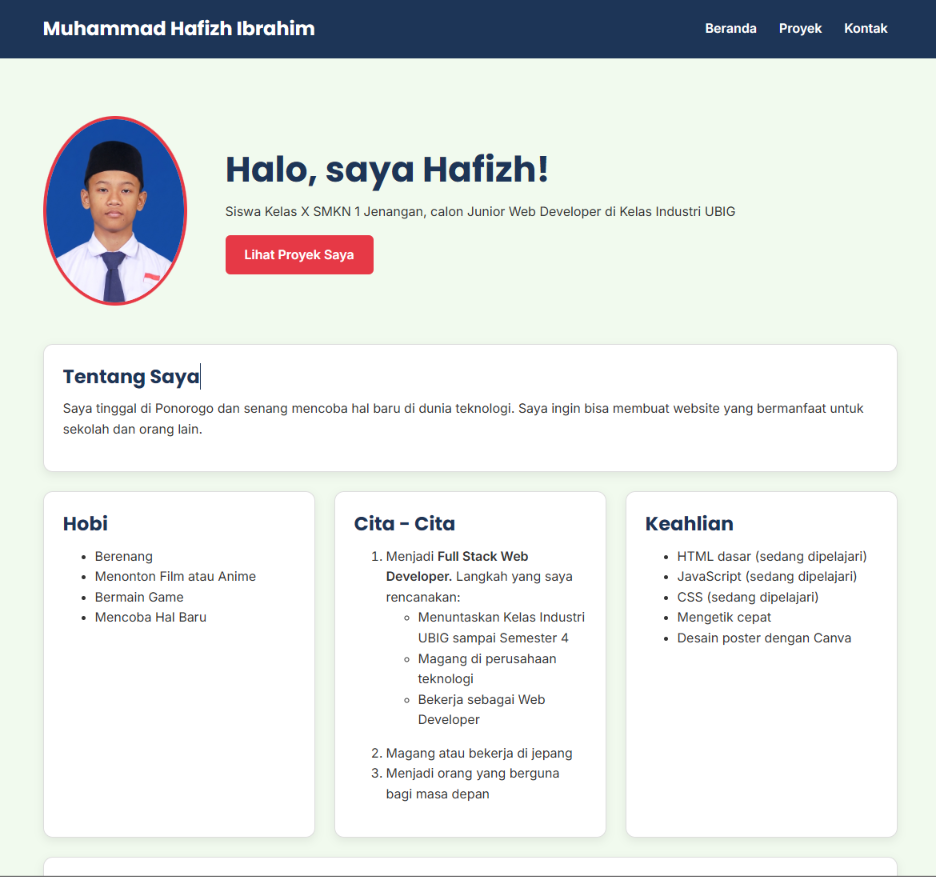 Muhammad Hafizh Ibrahim
Beranda Proyek Kontak
Halo, saya Hafizh!
Siswa Kelas X SMKN 1 Jenangan, calon Junior Web Developer di Kelas Industri UBIG
Lihat Proyek Saya
Tentang Saya
Saya tinggal di Ponorogo dan senang mencoba hal baru di dunia teknologi. Saya ingin bisa membuat website yang bermanfaat untuk
sekolah dan orang lain.
Hobi
• Berenang
• Menonton Film atau Anime
• Bermain Game
• Mencoba Hal Baru
Cita - Cita
1. Menjadi Full Stack Web
Developer. Langkah yang saya
rencanakan:
◦ Menuntaskan Kelas Industri
UBIG sampai Semester 4
◦ Magang di perusahaan
teknologi
◦ Bekerja sebagai Web
Developer
2. Magang atau bekerja di jepang
3. Menjadi orang yang berguna
bagi masa depan
Keahlian
• HTML dasar (sedang dipelajari)
• JavaScript (sedang dipelajari)
• CSS (sedang dipelajari)
• Mengetik cepat
• Desain poster dengan Canva